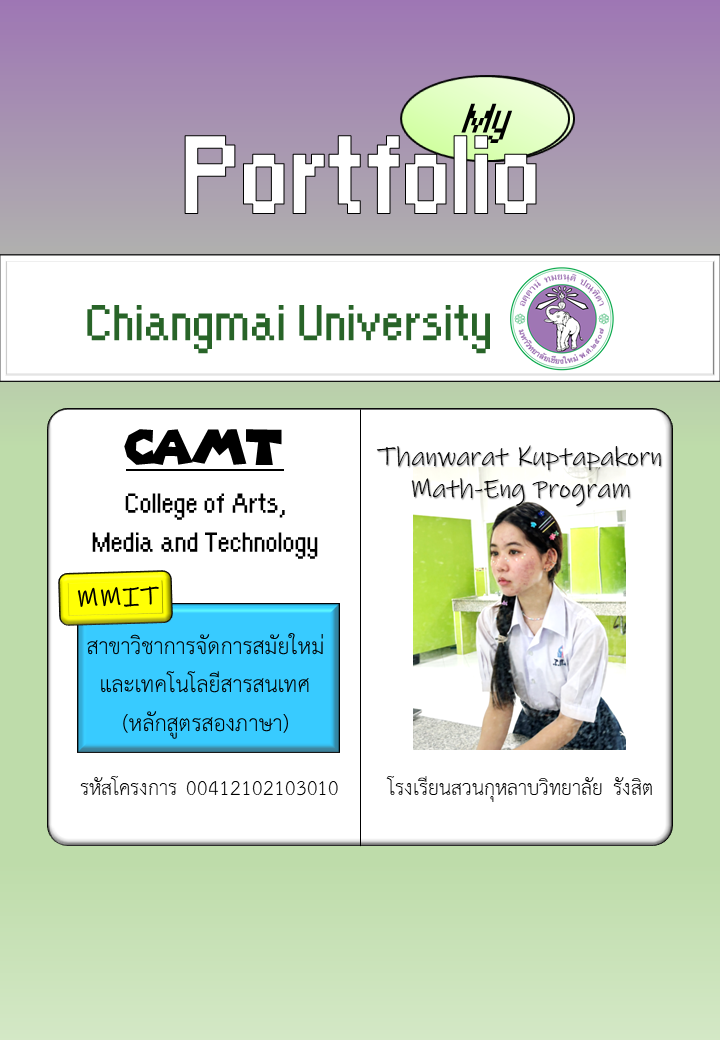 My
Portfolio
Chiangmai University
อตฺตานํ ทมยนฺติ ปณฺฑิตา
มหาวิทยาลัยเชียงใหม่ พ.ศ.๒๕๐๗
CAMT
College of Arts,
Media and Technology
MMIT
สาขาวิชาการจัดการสมัยใหม่
และเทคโนโลยีสารสนเทศ
(หลักสูตรสองภาษา)
รหัสโครงการ 00412102103010
Thanwarat Kuptapakorn
Math-Eng Program
โรงเรียนสวนกุหลาบวิทยาลัย รังสิต